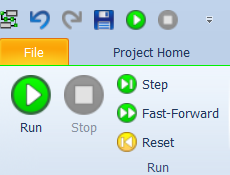 File Project Home
Step
Fast-Forward
Run Stop Reset
Run